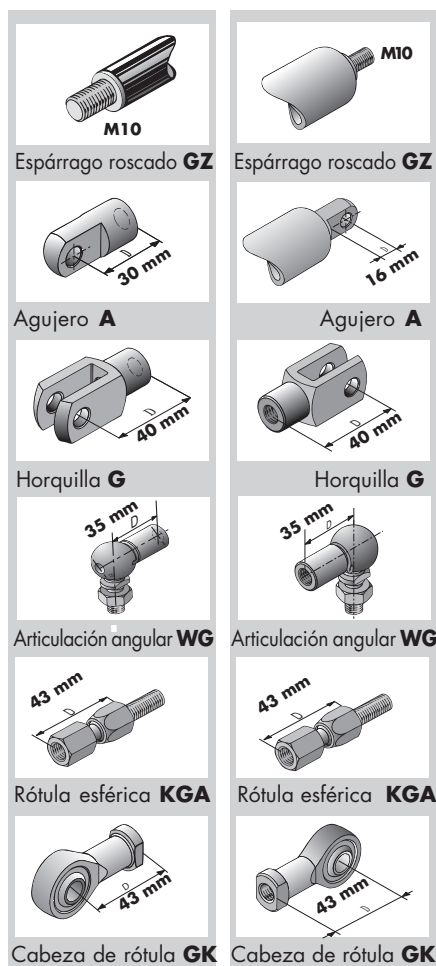 M10
M10
Espárrago roscado GZ
Espárrago roscado GZ
D
30 mm
D
16 mm
Agujero A
Agujero A
D
40 mm
D
40 mm
Horquilla G
Horquilla G
35 mm
D
35 mm
D
Articulación angular WG
Articulación angular WG
43 mm
D
43 mm
D
Rótula esférica KGA
Rótula esférica KGA
D
43 mm
43 mm
D
Cabeza de rótula GK
Cabeza de rótula GK